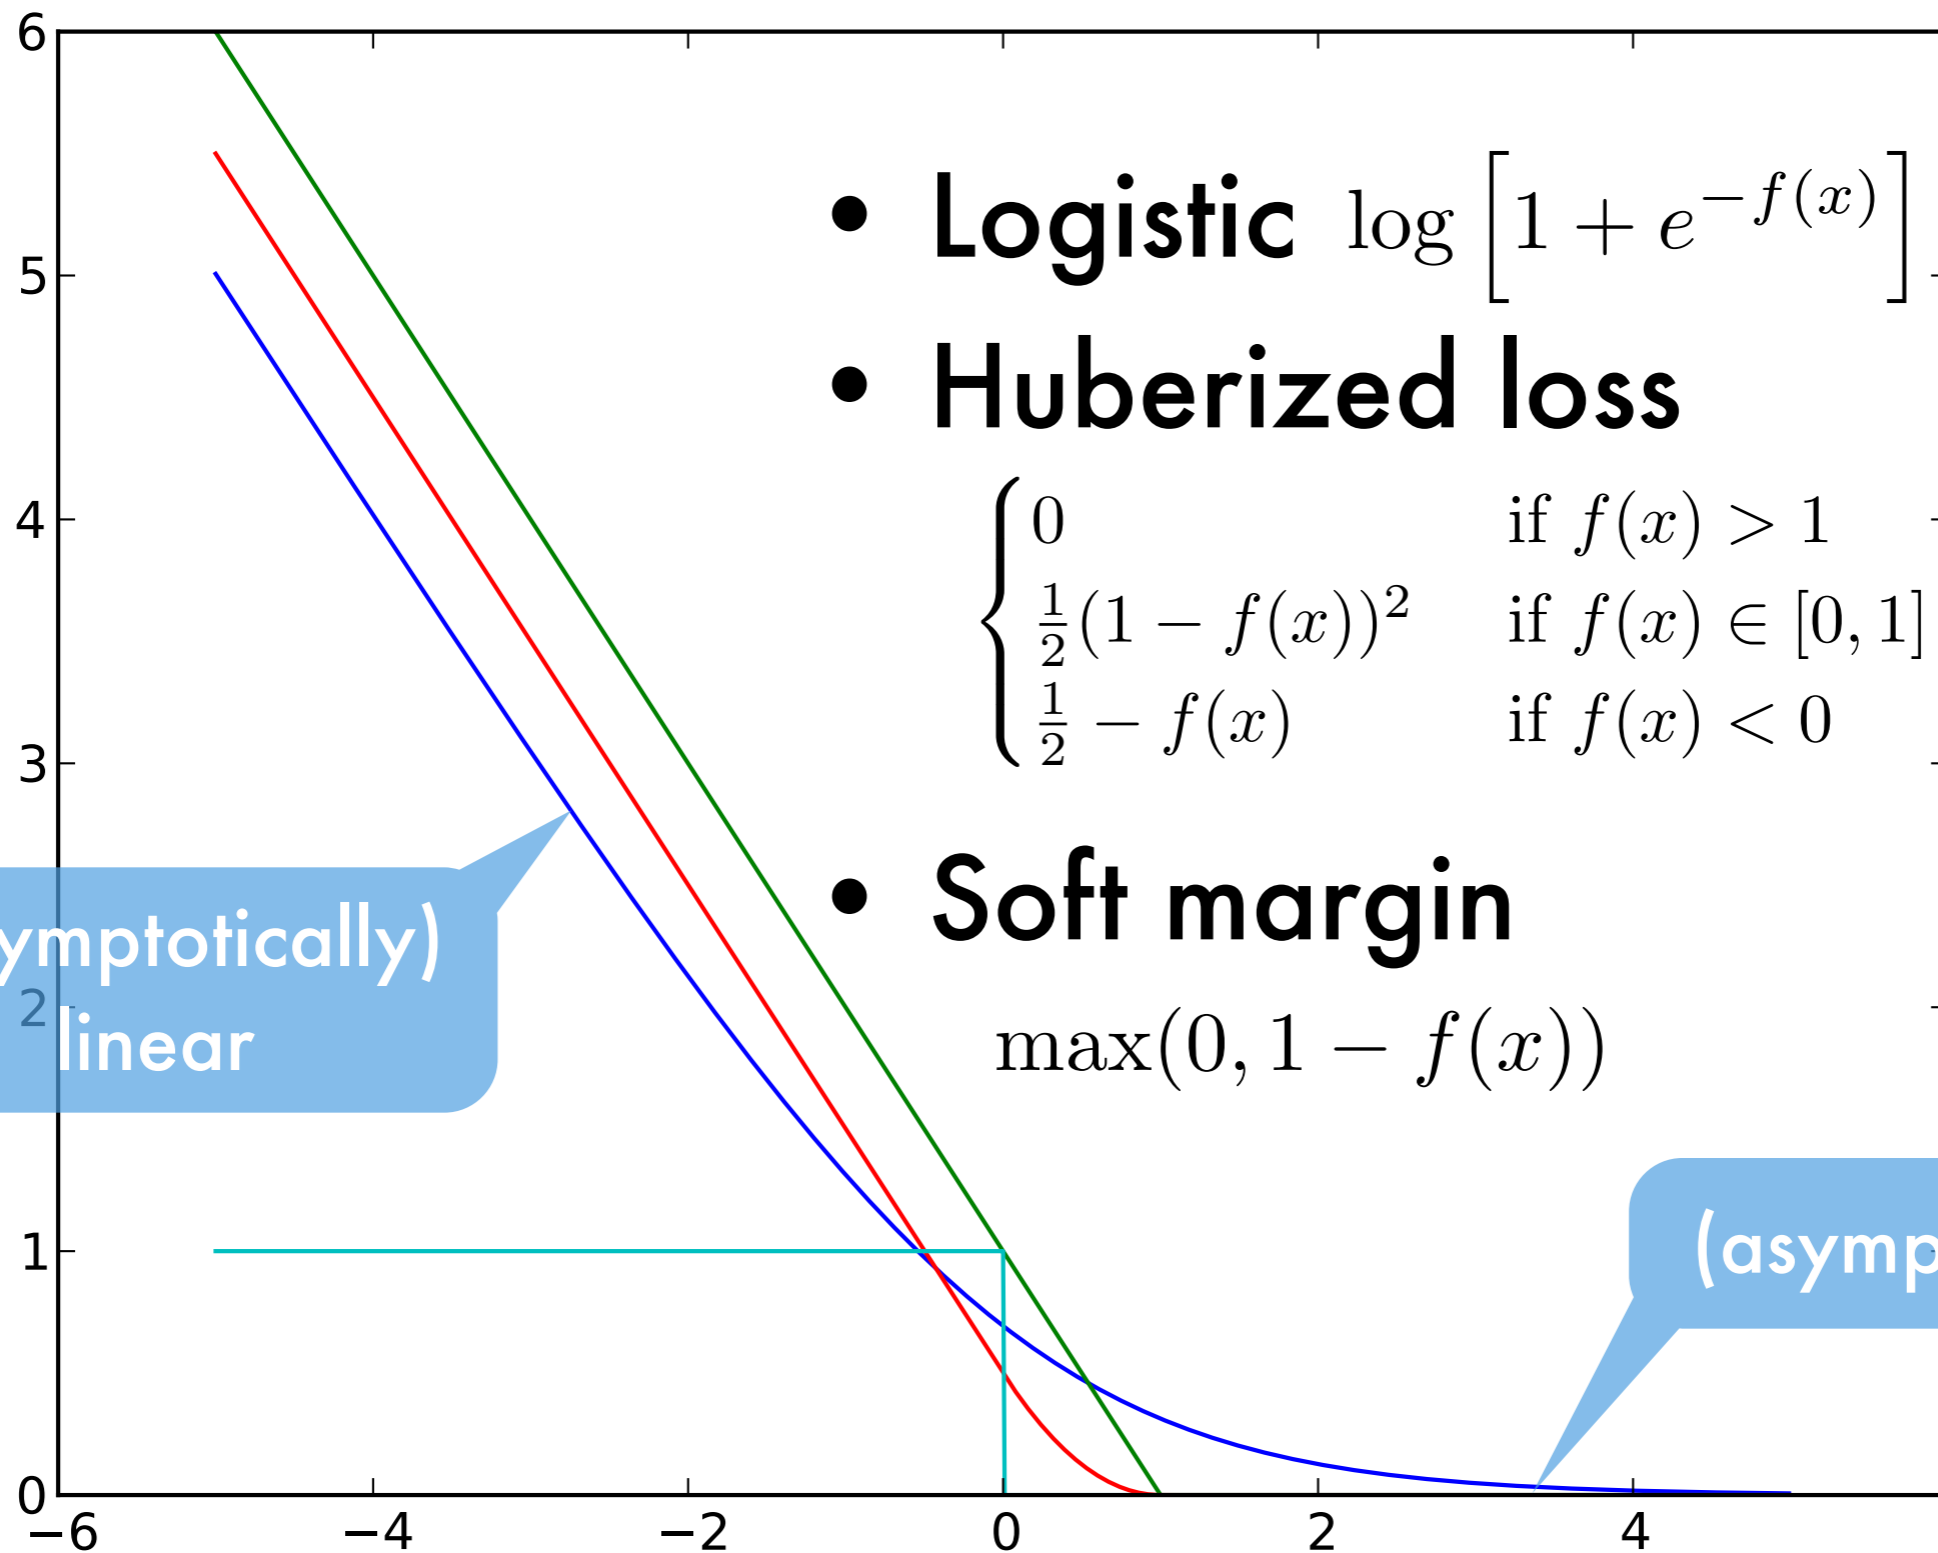 6
• Logistic log [1 + e^{-f(x)}]
5
• Huberized loss
4
0 if f(x) > 1
½(1 − f(x))² if f(x) ∈ [0, 1]
½ − f(x) if f(x) < 0
3
• Soft margin
ymptotically)
2
linear
max(0, 1 − f(x))
1
(asymp
0
−6 −4 −2 0 2 4